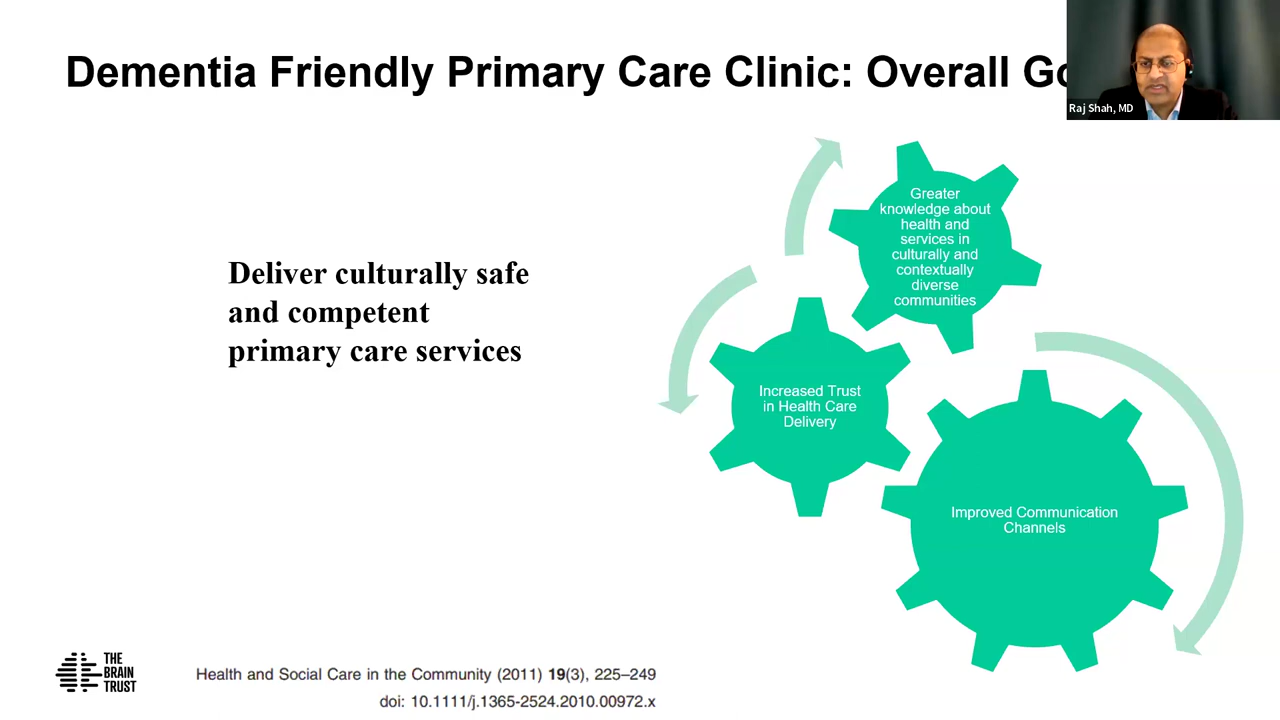 Dementia Friendly Primary Care Clinic: Overall
Raj Shah, MD
Deliver culturally safe
and competent
primary care services
Greater
knowledge about
health and
services in
culturally and
contextually
diverse
communities
Increased Trust
in Health Care
Delivery
Improved Communication
Channels
THE
BRAIN
TRUST
Health and Social Care in the Community (2011) 19(3), 225–249
doi: 10.1111/j.1365-2524.2010.00972.x